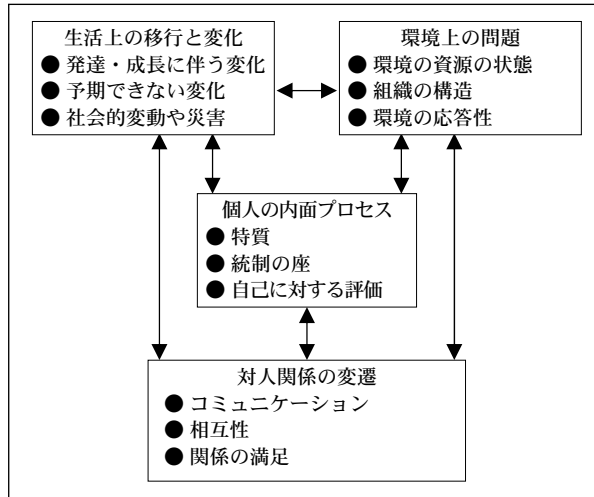 生活上の移行と変化
● 発達・成長に伴う変化
● 予期できない変化
● 社会的変動や災害
環境上の問題
● 環境の資源の状態
● 組織の構造
● 環境の応答性
個人の内面プロセス
● 特質
● 統制の座
● 自己に対する評価
対人関係の変遷
● コミュニケーション
● 相互性
● 関係の満足